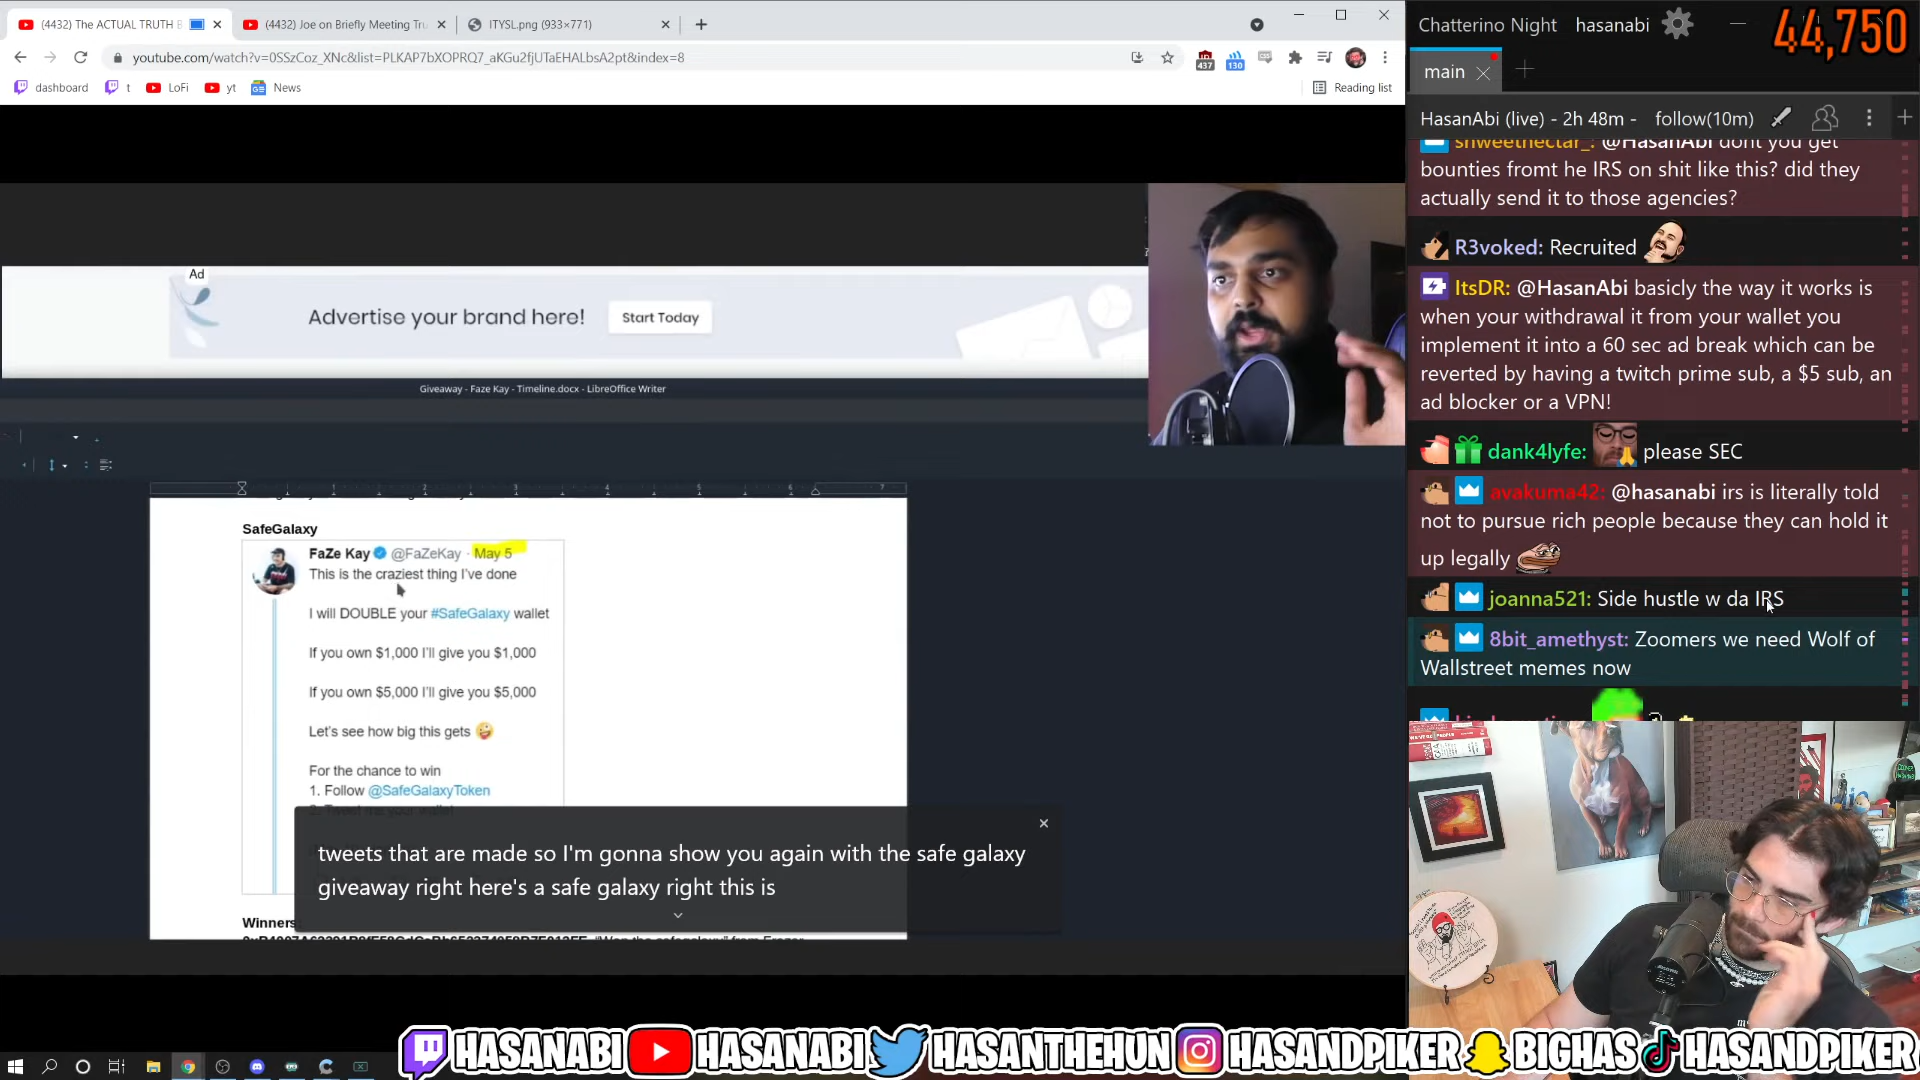 (4432) The ACTUAL TRUTH B
(4432) Joe on Briefly Meeting Tru
ITYSL.png (933×771)
youtube.com/watch?v=0SSzCoz_XNc&list=PLKAP7bXOPRQ7_aKGu2fjUTaEHALbsA2pt&index=8
437
130
dashboard
t
LoFi
yt
News
Reading list
Ad
Advertise your brand here!
Start Today
Giveaway - Faze Kay - Timeline.docx - LibreOffice Writer
SafeGalaxy
FaZe Kay @FaZeKay · May 5
This is the craziest thing I've done
I will DOUBLE your #SafeGalaxy wallet
If you own $1,000 I'll give you $1,000
If you own $5,000 I'll give you $5,000
Let's see how big this gets 🤪
For the chance to win
1. Follow @SafeGalaxyToken
tweets that are made so I'm gonna show you again with the safe galaxy
giveaway right here's a safe galaxy right this is
Winners:
Chatterino Night
hasanabi
44,750
main
HasanAbi (live) - 2h 48m -
follow(10m)
shweethectar_: @HasanAbi dont you get
bounties fromt he IRS on shit like this? did they
actually send it to those agencies?
R3voked: Recruited
ItsDR: @HasanAbi basicly the way it works is
when your withdrawal it from your wallet you
implement it into a 60 sec ad break which can be
reverted by having a twitch prime sub, a $5 sub, an
ad blocker or a VPN!
dank4lyfe: please SEC
avakuma42: @hasanabi irs is literally told
not to pursue rich people because they can hold it
up legally
joanna521: Side hustle w da IRS
8bit_amethyst: Zoomers we need Wolf of
Wallstreet memes now
HASANABI
HASANABI
HASANTHEHUN
HASANDPIKER
BIGHAS
HASANDPIKER